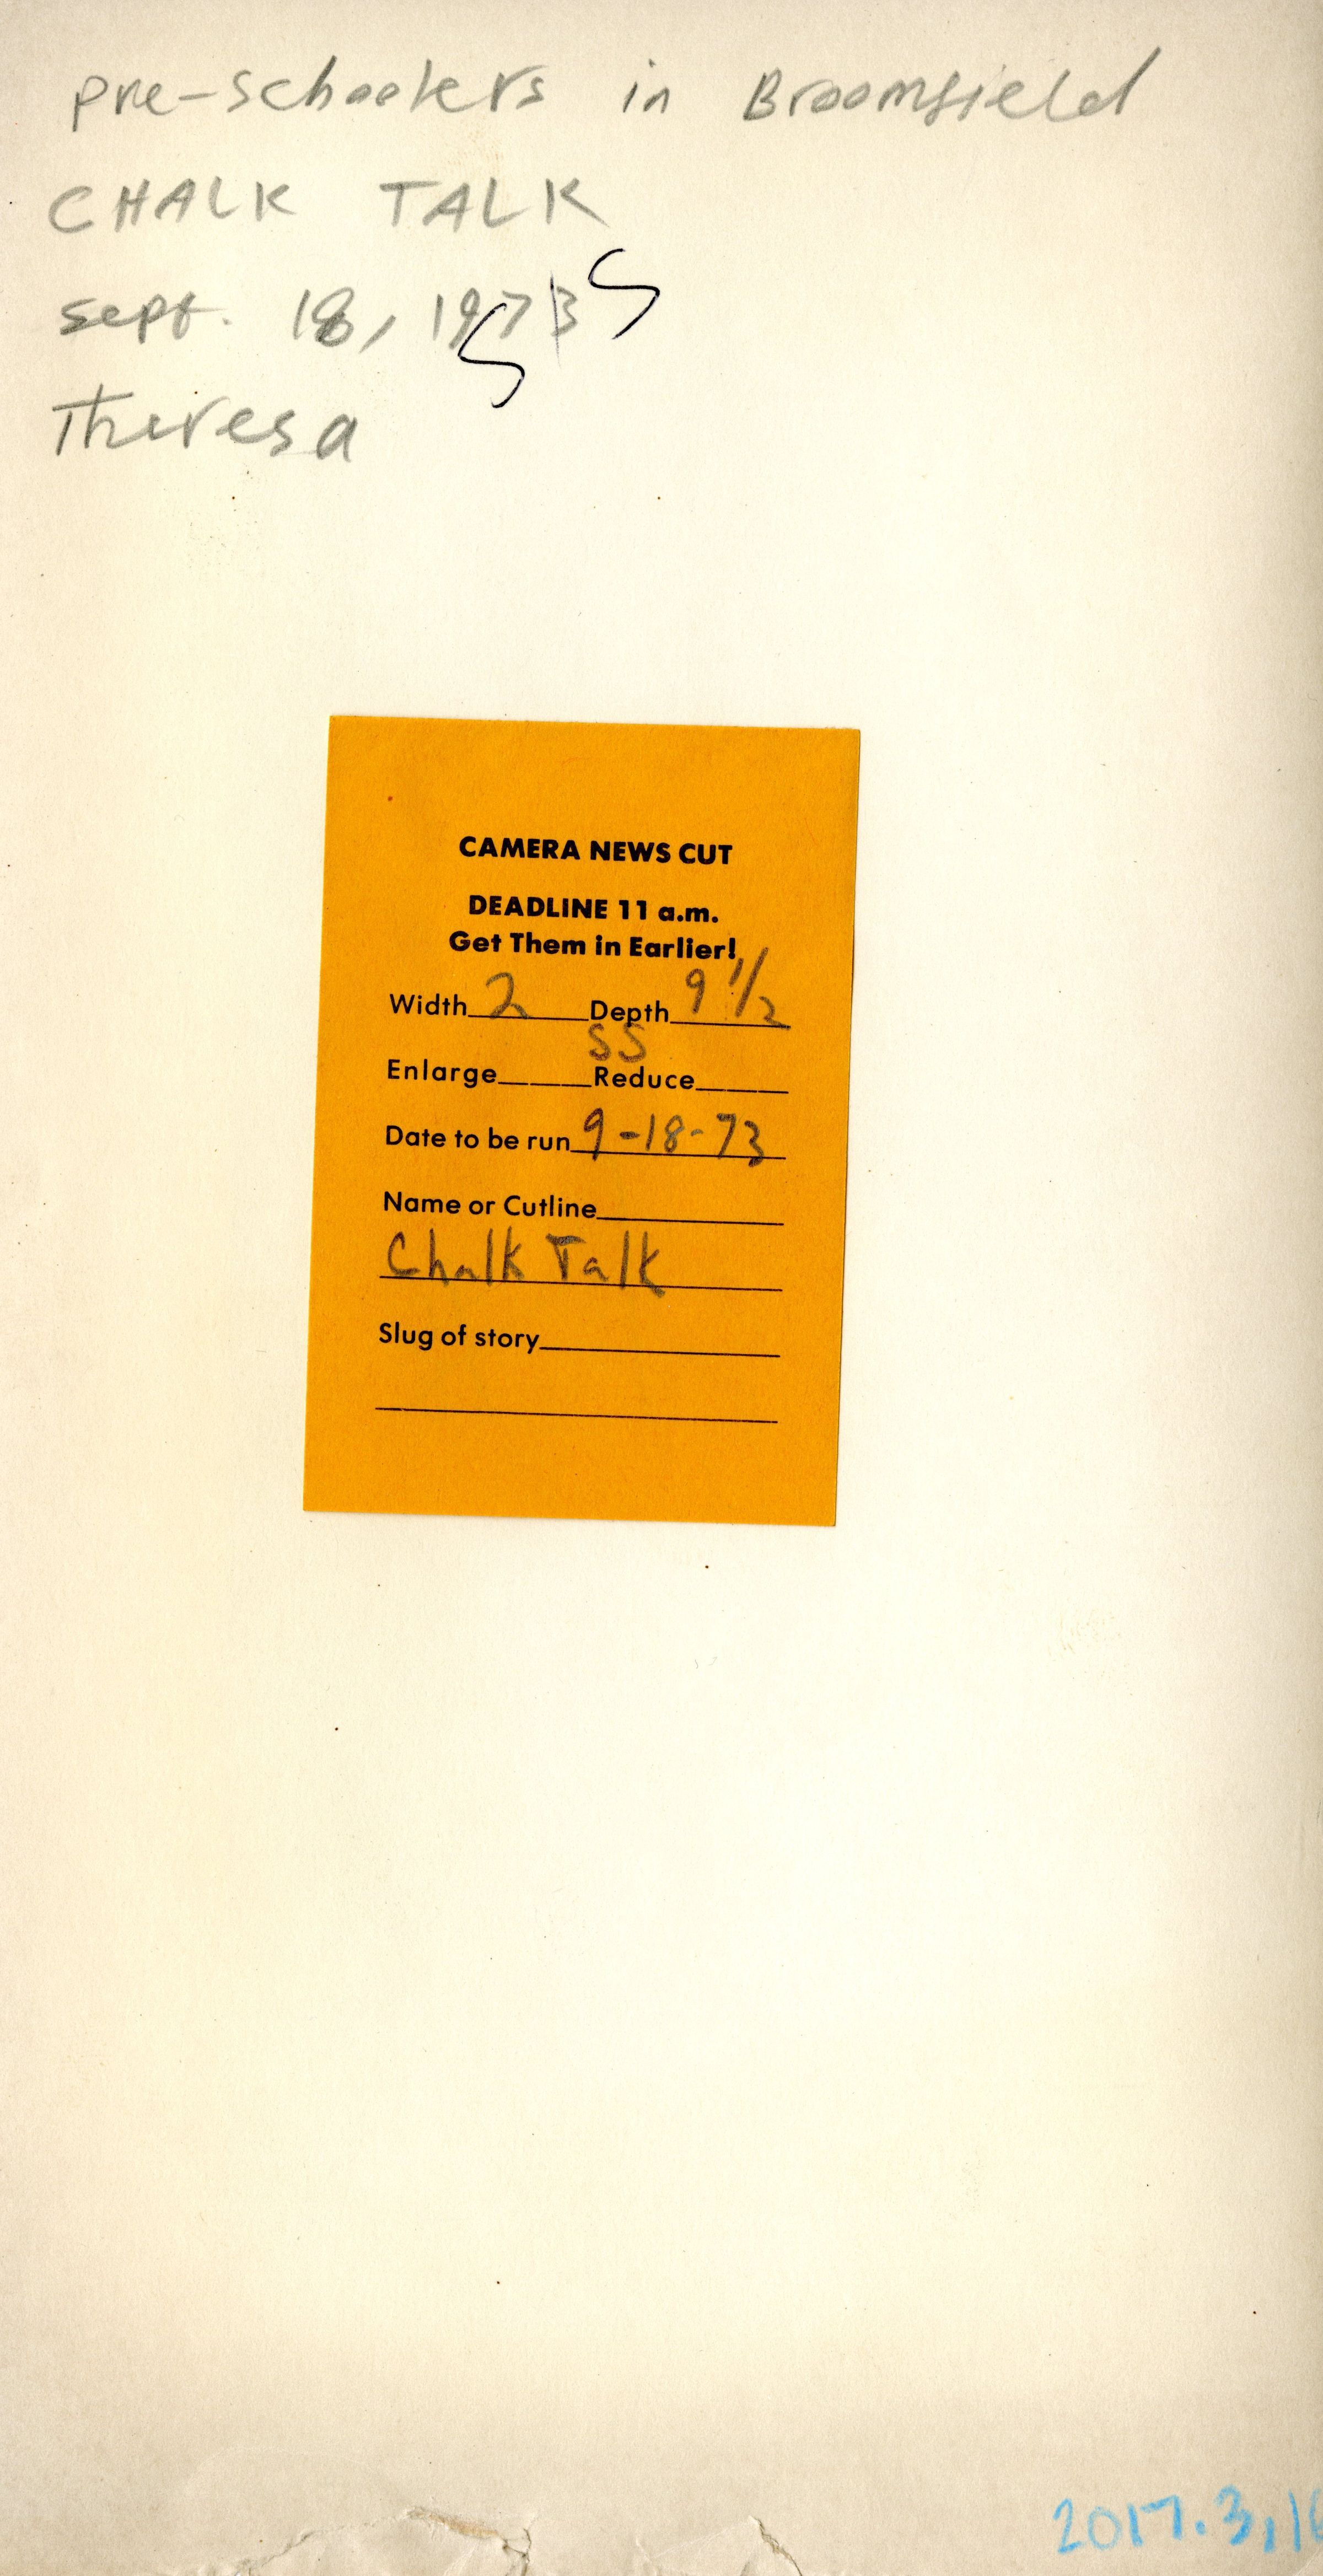 pre-schoolers in Broomfield
CHALK TALK
sept. 18, 1973
Theresa
CAMERA NEWS CUT
DEADLINE 11 a.m.
Get Them in Earlier!
Width 2 Depth 9 1/2
SS
Enlarge Reduce
Date to be run 9-18-73
Name or Cutline
Chalk Talk
Slug of story
2017.3.16